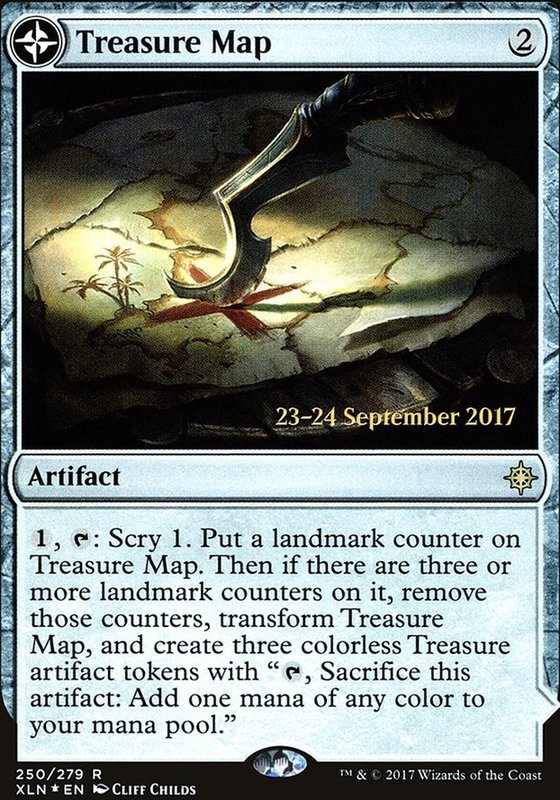 Treasure Map 2
23–24 September 2017
Artifact
1, : Scry 1. Put a landmark counter on
Treasure Map. Then if there are three or
more landmark counters on it, remove
those counters, transform Treasure
Map, and create three colorless Treasure
artifact tokens with “ , Sacrifice this
artifact: Add one mana of any color to
your mana pool.”
250/279 R
XLN ★ EN Cliff Childs
™ & © 2017 Wizards of the Coast